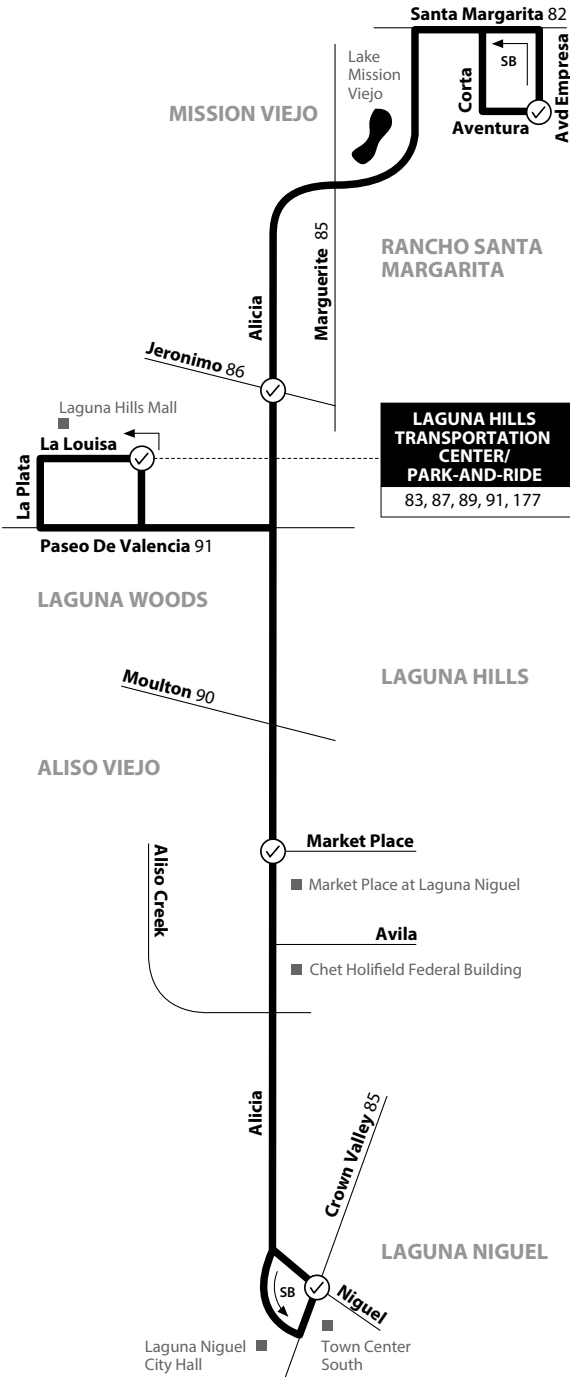 Santa Margarita 82
SB
Corta
Avd Empresa
Aventura
Lake
Mission
Viejo
MISSION VIEJO
Marguerite 85
RANCHO SANTA
MARGARITA
Alicia
Jeronimo 86
Laguna Hills Mall
La Louisa
La Plata
LAGUNA HILLS
TRANSPORTATION
CENTER/
PARK-AND-RIDE
83, 87, 89, 91, 177
Paseo De Valencia 91
LAGUNA WOODS
LAGUNA HILLS
Moulton 90
ALISO VIEJO
Market Place
Aliso Creek
Market Place at Laguna Niguel
Avila
Chet Holifield Federal Building
Alicia
Crown Valley 85
LAGUNA NIGUEL
SB
Niguel
Laguna Niguel
City Hall
Town Center
South